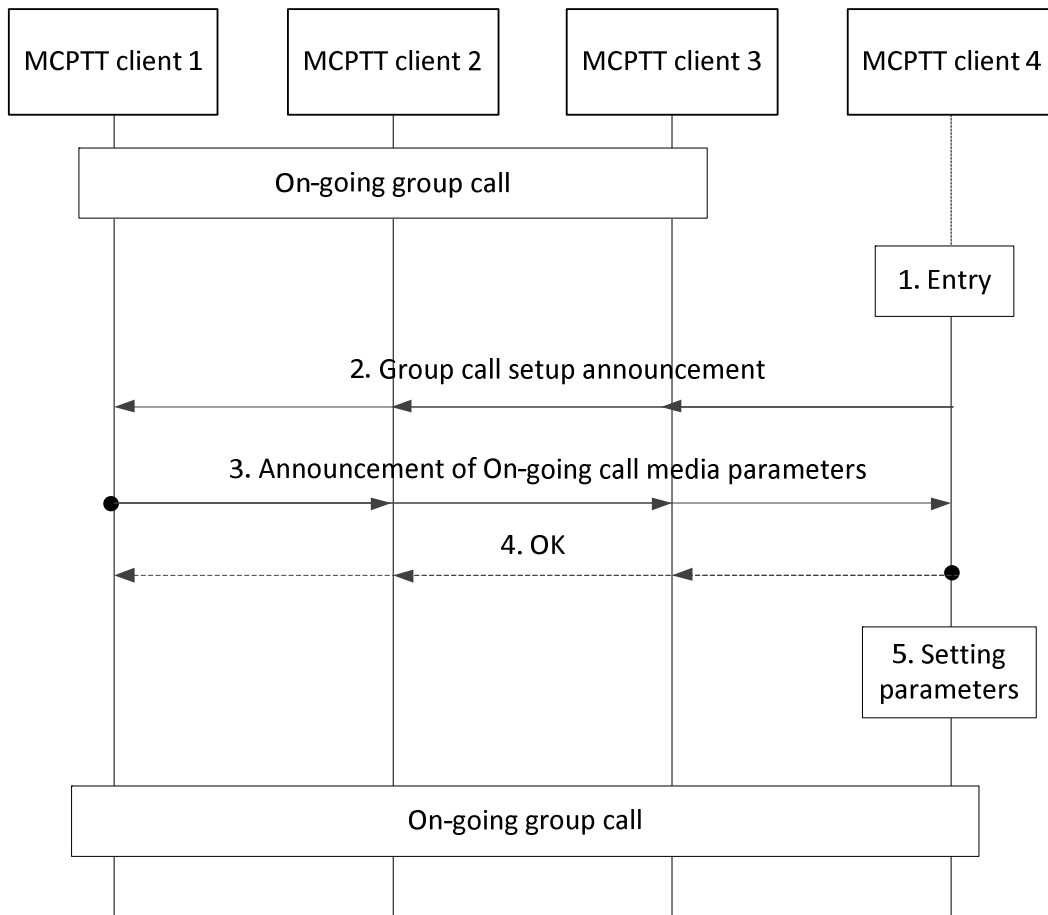 MCPTT client 1
MCPTT client 2
MCPTT client 3
MCPTT client 4
On-going group call
1. Entry
2. Group call setup announcement
3. Announcement of On-going call media parameters
4. OK
5. Setting
parameters
On-going group call